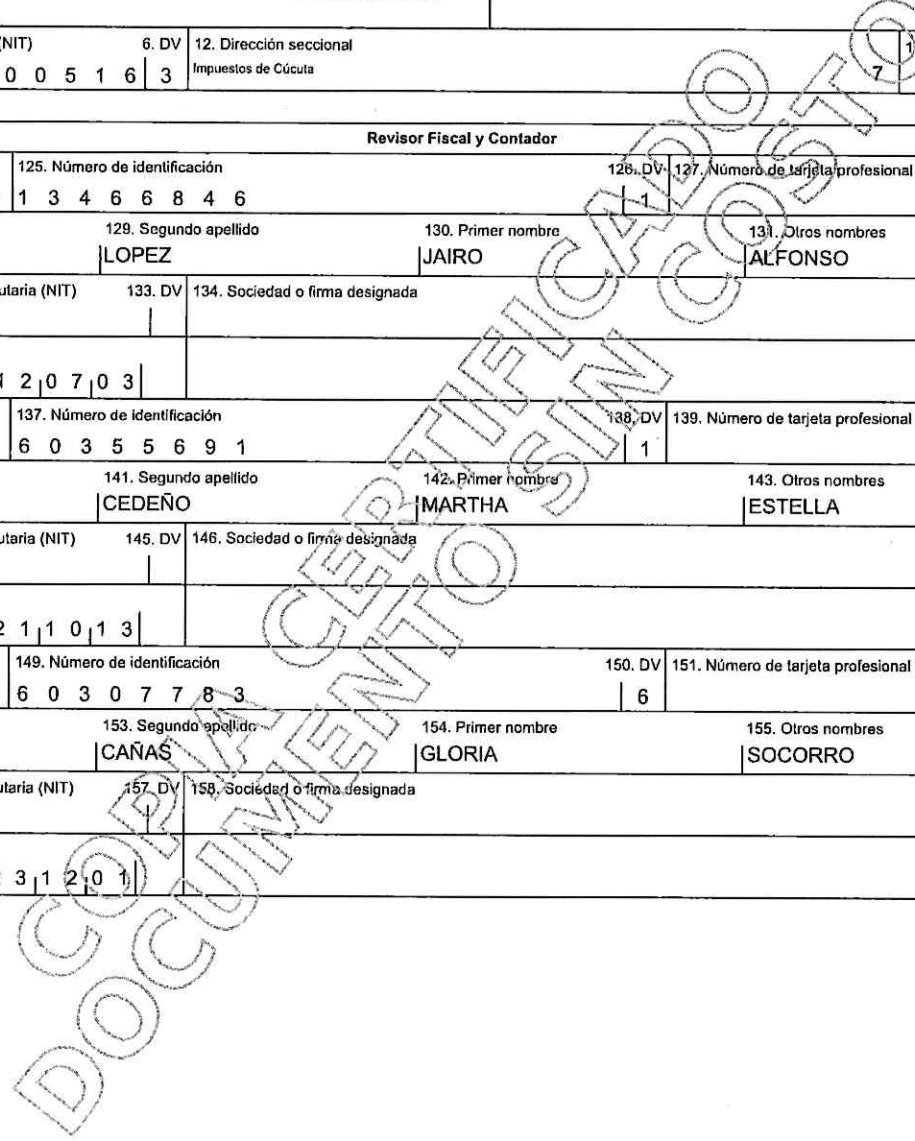 (NIT) 6. DV 12. Dirección seccional
0 0 5 1 6 3 Impuestos de Cúcuta 7
Revisor Fiscal y Contador
125. Número de identificación 126. DV 127. Número de tarjeta profesional
1 3 4 6 6 8 4 6 1
129. Segundo apellido 130. Primer nombre 131. Otros nombres
LOPEZ JAIRO ALFONSO
utaria (NIT) 133. DV 134. Sociedad o firma designada
2 0 7 0 3
137. Número de identificación 138. DV 139. Número de tarjeta profesional
6 0 3 5 5 6 9 1 1
141. Segundo apellido 142. Primer nombre 143. Otros nombres
CEDEÑO MARTHA ESTELLA
utaria (NIT) 145. DV 146. Sociedad o firma designada
2 1 1 0 1 3
149. Número de identificación 150. DV 151. Número de tarjeta profesional
6 0 3 0 7 7 8 3 6
153. Segundo apellido 154. Primer nombre 155. Otros nombres
CAÑAS GLORIA SOCORRO
utaria (NIT) 157. DV 158. Sociedad o firma designada
3 1 2 0 1
COPIA CERTIFICADO
DOCUMENTO SIN COSTO